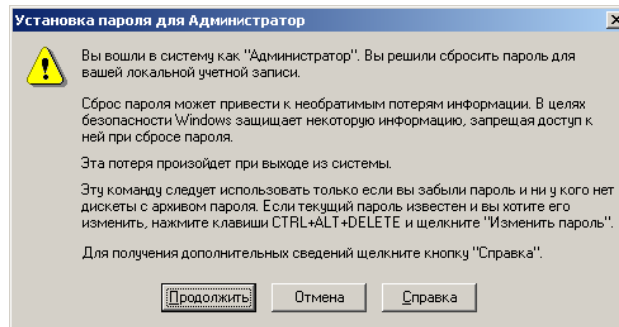 Установка пароля для Администратор
Вы вошли в систему как "Администратор". Вы решили сбросить пароль для
вашей локальной учетной записи.
Сброс пароля может привести к необратимым потерям информации. В целях
безопасности Windows защищает некоторую информацию, запрещая доступ к
ней при сбросе пароля.
Эта потеря произойдет при выходе из системы.
Эту команду следует использовать только если вы забыли пароль и ни у кого нет
дискеты с архивом пароля. Если текущий пароль известен и вы хотите его
изменить, нажмите клавиши CTRL+ALT+DELETE и щелкните "Изменить пароль".
Для получения дополнительных сведений щелкните кнопку "Справка".
Продолжить Отмена Справка